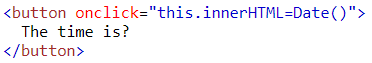 <button onclick="this.innerHTML=Date()">
  The time is?
</button>